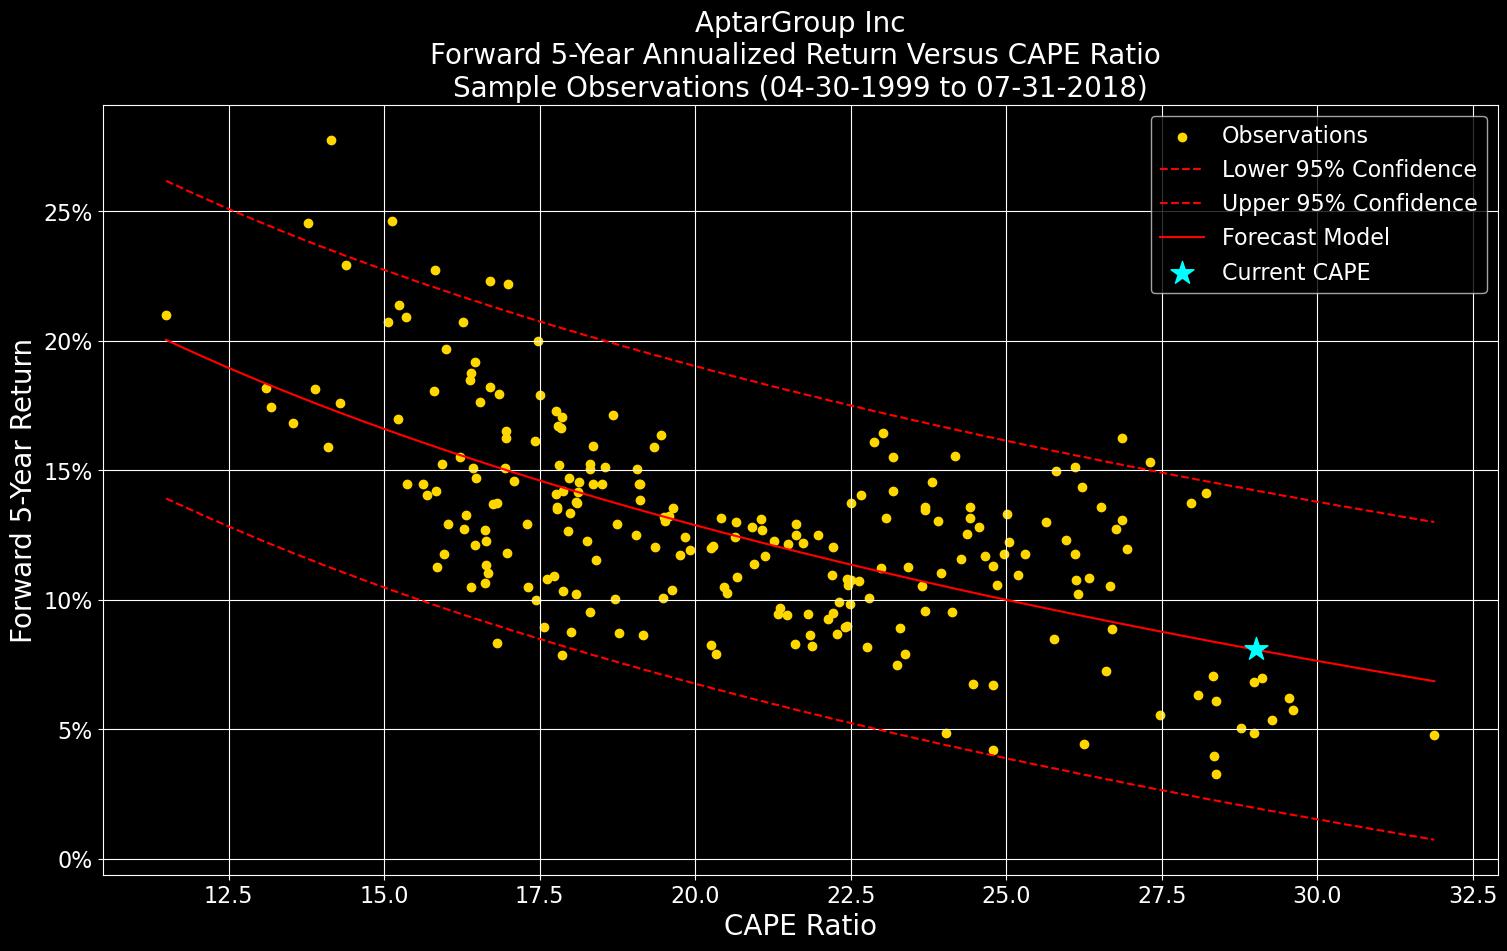 AptarGroup Inc
Forward 5-Year Annualized Return Versus CAPE Ratio
Sample Observations (04-30-1999 to 07-31-2018)
Observations
Lower 95% Confidence
Upper 95% Confidence
Forecast Model
Current CAPE
Forward 5-Year Return
25%
20%
15%
10%
5%
0%
12.5
15.0
17.5
20.0
22.5
25.0
27.5
30.0
32.5
CAPE Ratio